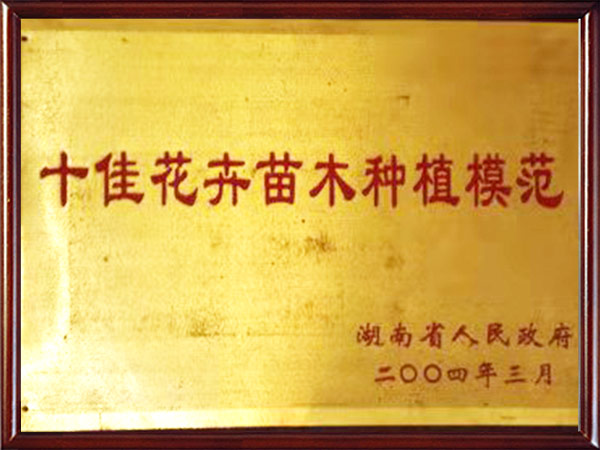 十佳花卉苗木种植模范
湖南省人民政府
二〇〇四年三月